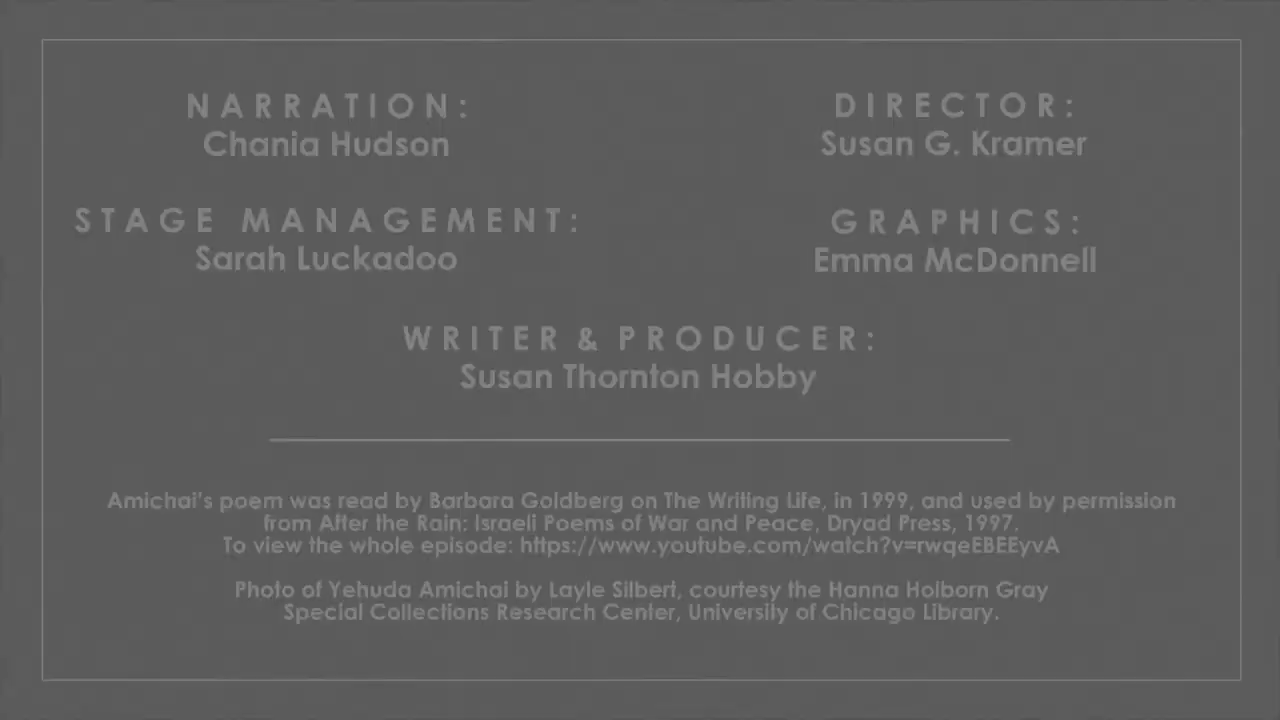 NARRATION:
Chania Hudson
DIRECTOR:
Susan G. Kramer
STAGE MANAGEMENT:
Sarah Luckadoo
GRAPHICS:
Emma McDonnell
WRITER & PRODUCER:
Susan Thornton Hobby
Amichai's poem was read by Barbara Goldberg on The Writing Life, in 1999, and used by permission
from After the Rain: Israeli Poems of War and Peace, Dryad Press, 1997.
To view the whole episode: https://www.youtube.com/watch?v=rwqeEBEEyvA
Photo of Yehuda Amichai by Layle Silbert, courtesy the Hanna Holborn Gray
Special Collections Research Center, University of Chicago Library.